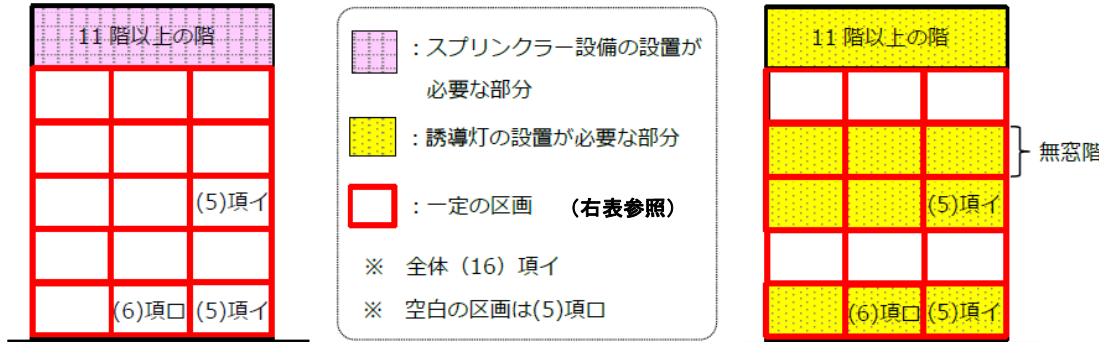 11 階以上の階
(5)項イ
(6)項ロ
(5)項イ
：スプリンクラー設備の設置が
必要な部分
：誘導灯の設置が必要な部分
：一定の区画 (右表参照)
※ 全体（16）項イ
※ 空白の区画は(5)項ロ
11 階以上の階
無窓階
(5)項イ
(6)項ロ
(5)項イ